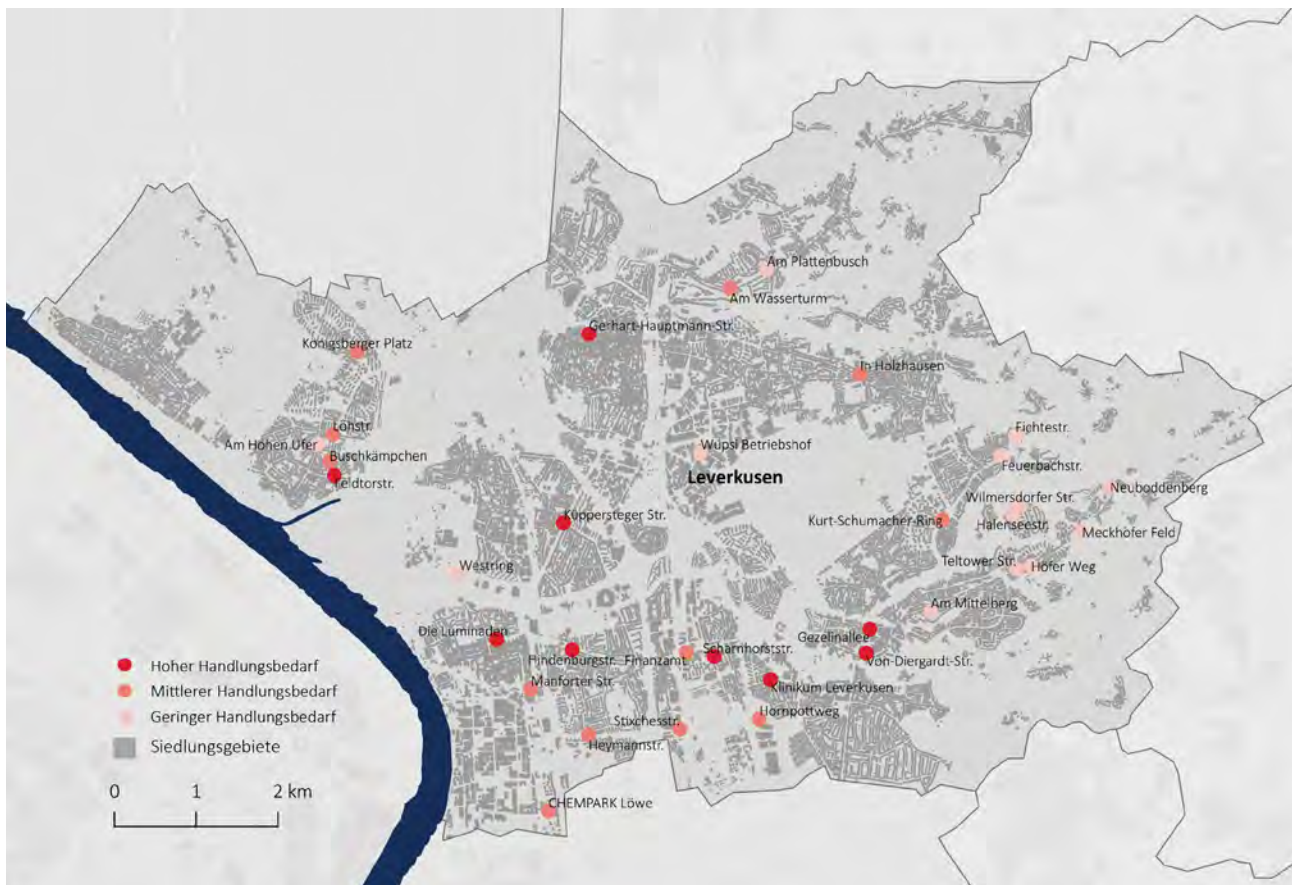 Am Plattenbusch
Am Wasserturm
Gerhart-Hauptmann-Str.
Königsberger Platz
In Holzhausen
Lohstr.
Am Hohen Ufer
Buschkämpchen
Feldtorstr.
Wupsi Betriebshof
Leverkusen
Fichtestr.
Feuerbachstr.
Neuboddenberg
Wilmersdorfer Str.
Halenseestr.
Kurt-Schumacher-Ring
Meckhofer Feld
Küppersteger Str.
Teltower Str.
Höfer Weg
Westring
Am Mittelberg
Die Luminaden
Hindenburgstr.
Finanzamt
Scharnhorststr.
Gezelinallee
Von-Diergardt-Str.
Manforter Str.
Klinikum Leverkusen
Stixchesstr.
Hornpottweg
Heymannstr.
CHEMPARK Löwe
Hoher Handlungsbedarf
Mittlerer Handlungsbedarf
Geringer Handlungsbedarf
Siedlungsgebiete
0 1 2 km